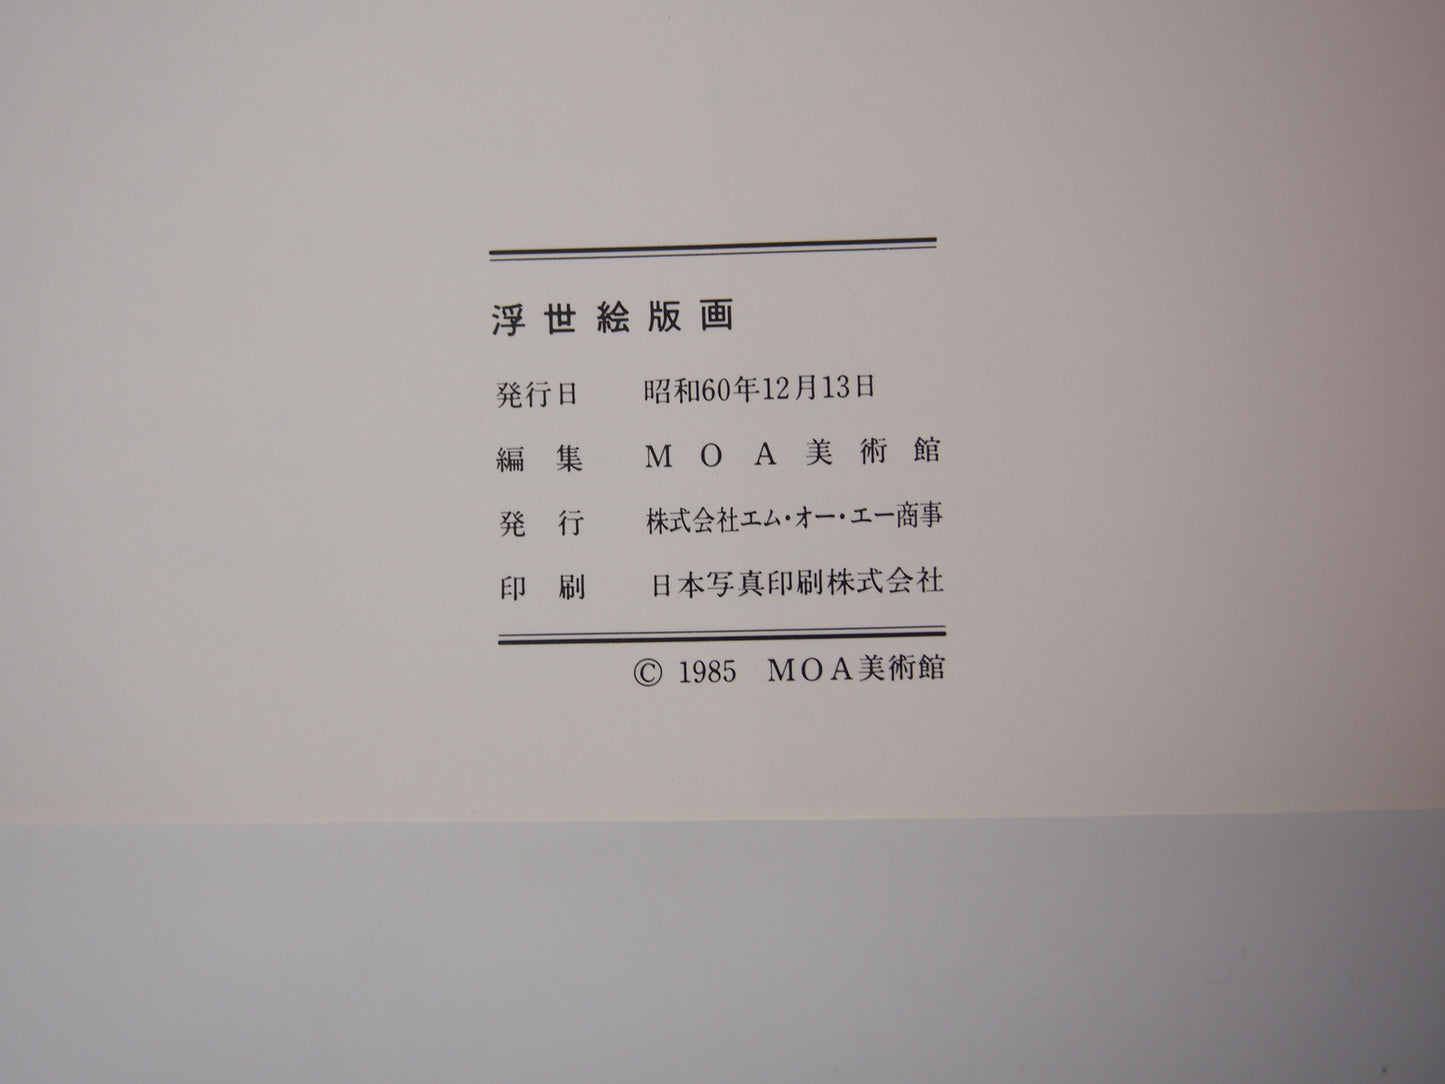 浮世絵版画
発行日 昭和60年12月13日
編集 MOA美術館
発行 株式会社エム・オー・エー商事
印刷 日本写真印刷株式会社
© 1985 MOA美術館